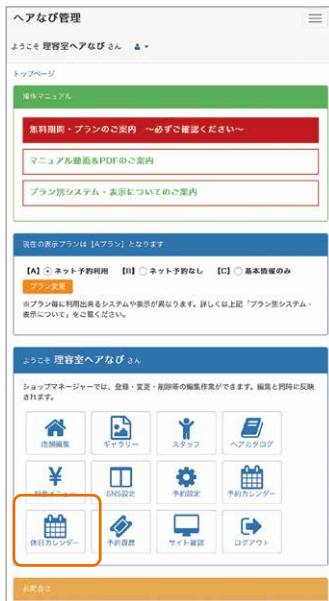 ヘアなび管理
ようこそ 理容室ヘアなび さん
トップページ
操作マニュアル
無料期間・プランのご案内 ～必ずご確認ください～
マニュアル動画&PDFのご案内
プラン別システム・表示についてのご案内
現在の表示プランは【Aプラン】となります
【A】 ネット予約利用 【B】 ネット予約なし 【C】 基本情報のみ
プラン変更
※プラン毎に利用出来るシステムや表示が異なります。詳しくは上記「プラン別システム・
表示について」をご覧ください。
ようこそ 理容室ヘアなび さん
ショップマネージャーでは、登録・変更・削除等の編集作業ができます。編集と同時に反映
されます。
店舗編集 ギャラリー スタッフ ヘアカタログ
メニュー SNS設定 予約設定 予約カレンダー
休日カレンダー 予約履歴 サイト確認 ログアウト
お問合せ